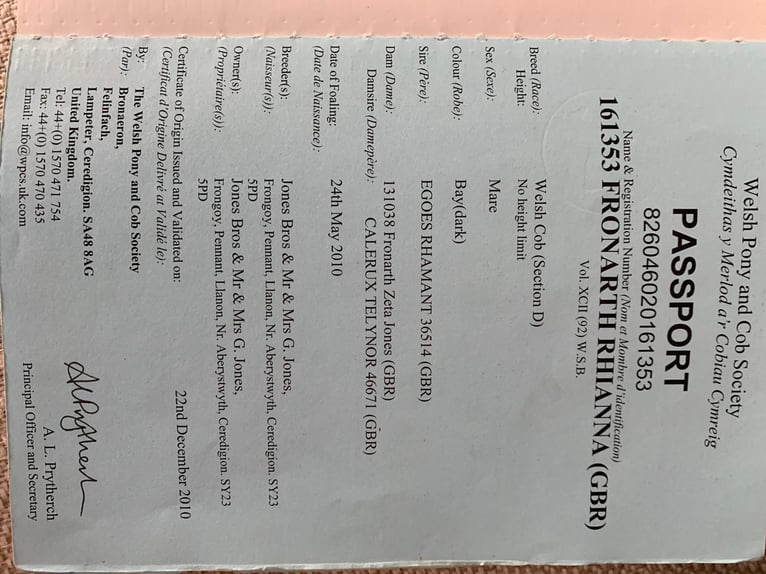 Welsh Pony and Cob Society
Cymdeithas y Merlod a'r Cobiau Cymreig
PASSPORT
826046020161353
Name & Registration Number (Nom et Mombre d'identification)
161353 FRONARTH RHIANNA (GBR)
Vol. XCII (92) W.S.B.
Breed (Race): Welsh Cob (Section D)
Height: No height limit
Sex (Sexe): Mare
Colour (Robe): Bay(dark)
Sire (Père): EGOES RHAMANT 36514 (GBR)
Dam (Dame): 131038 Fronarth Zeta Jones (GBR)
Damsire (Damepère): CALERUX TELYNOR 46671 (GBR)
Date of Foaling: 24th May 2010
(Date de Naissance):
Breeder(s): Jones Bros & Mr & Mrs G. Jones,
(Naisseur(s)): Frongoy, Pennant, Llanon, Nr. Aberystwyth, Ceredigion. SY23
5PD
Owner(s): Jones Bros & Mr & Mrs G. Jones,
(Propriétaire(s)): Frongoy, Pennant, Llanon, Nr. Aberystwyth, Ceredigion. SY23
5PD
Certificate of Origin Issued and Validated on: 22nd December 2010
(Certificat d'Origine Delivré at Validé le):
By: The Welsh Pony and Cob Society
(Par): Bronaeron,
Felinfach,
Lampeter, Ceredigion. SA48 8AG
United Kingdom.
Tel: 44+(0) 1570 471 754
Fax: 44+(0) 1570 470 435
Email: info@wpcs.uk.com
A. L. Prytherch
Principal Officer and Secretary